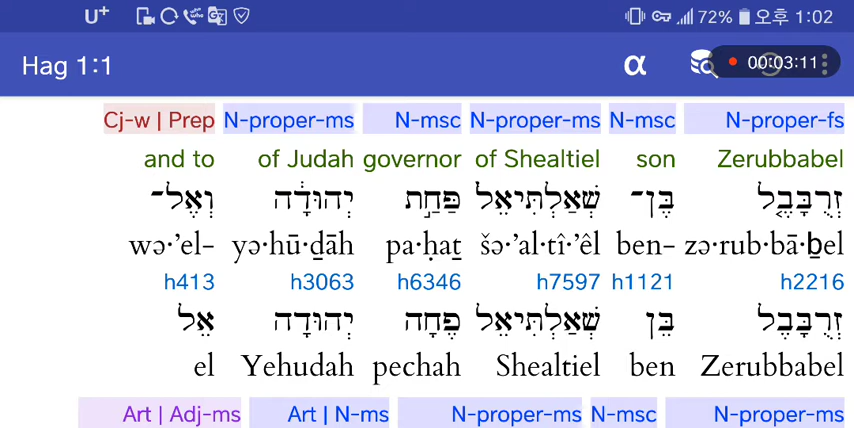 U+ 72% 오후 1:02
Hag 1:1 α 00:03:11
Cj-w | Prep N-proper-ms N-msc N-proper-ms N-msc N-proper-fs
and to of Judah governor of Shealtiel son Zerubbabel
זְרֻבָּבֶ֤ל בֶּן־ שְׁאַלְתִּיאֵל֙ פַּחַ֣ת יְהוּדָ֔ה וְאֶל־
wə·’el- yə·hū·ḏāh pa·ḥaṯ šə·’al·tî·’êl ben- zə·rub·bā·ḇel
h413 h3063 h6346 h7597 h1121 h2216
זְרֻבָּבֶל בֵּן שְׁאַלְתִּיאֵל פֶּחָה יְהוּדָה אֵל
el Yehudah pechah Shealtiel ben Zerubbabel
Art | Adj-ms Art | N-ms N-proper-ms N-msc N-proper-ms